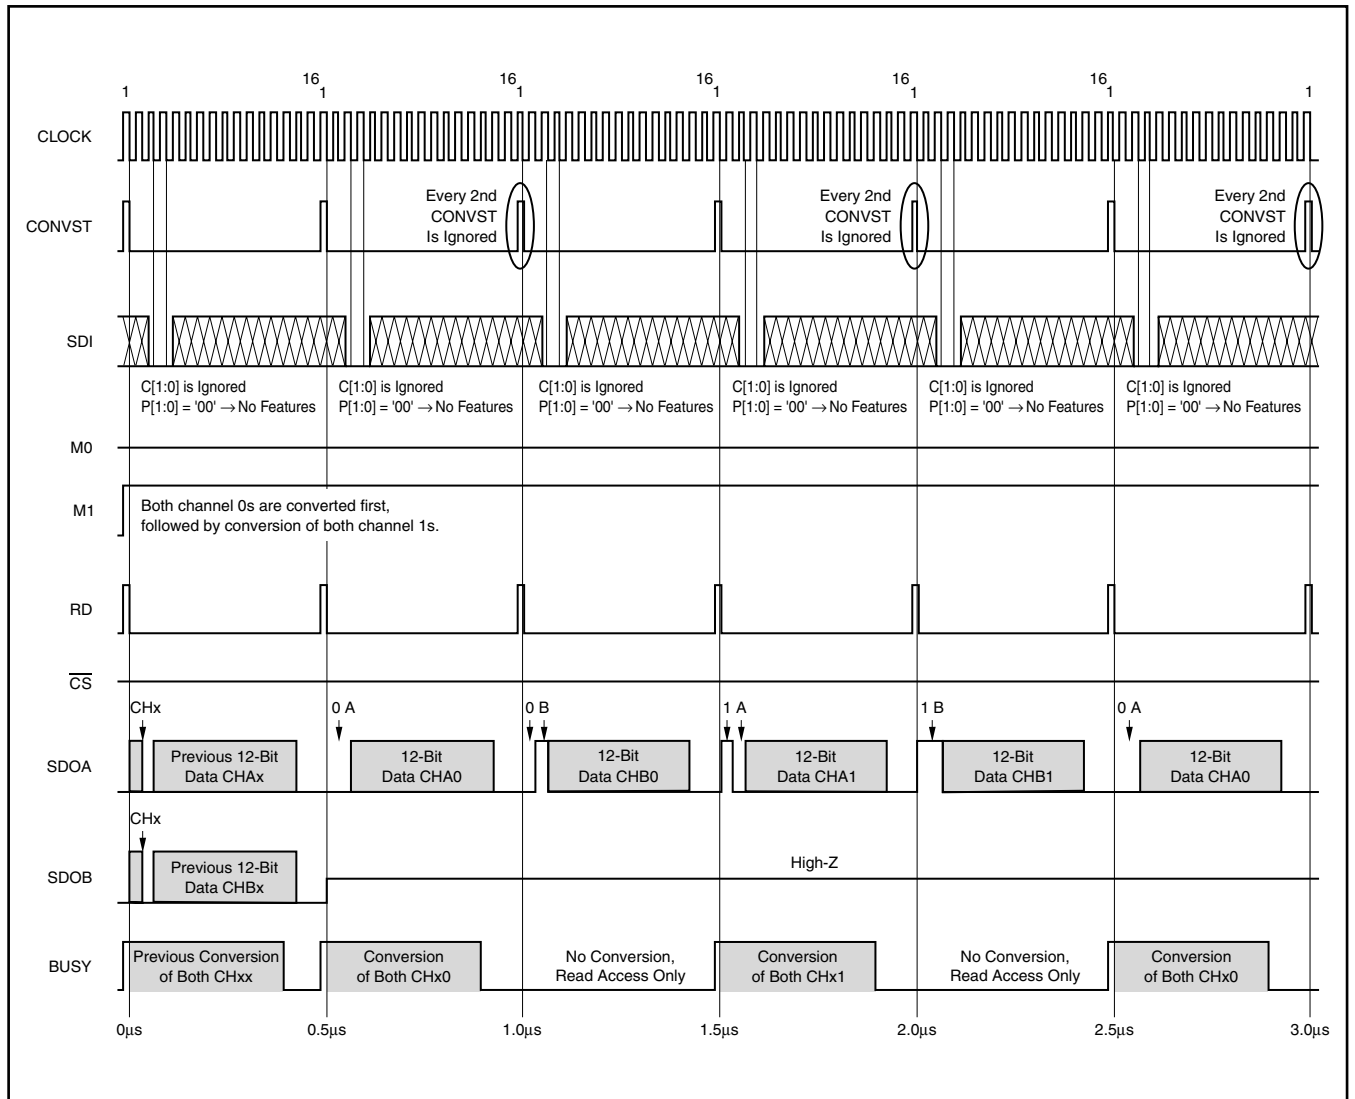 1
16
1
16
1
16
1
16
1
16
1
1
CLOCK
CONVST
Every 2nd
CONVST
Is Ignored
Every 2nd
CONVST
Is Ignored
Every 2nd
CONVST
Is Ignored
SDI
C[1:0] is Ignored
P[1:0] = '00' → No Features
C[1:0] is Ignored
P[1:0] = '00' → No Features
C[1:0] is Ignored
P[1:0] = '00' → No Features
C[1:0] is Ignored
P[1:0] = '00' → No Features
C[1:0] is Ignored
P[1:0] = '00' → No Features
C[1:0] is Ignored
P[1:0] = '00' → No Features
M0
M1
Both channel 0s are converted first,
followed by conversion of both channel 1s.
RD
CS
CHx
0 A
0 B
1 A
1 B
0 A
SDOA
Previous 12-Bit
Data CHAx
12-Bit
Data CHA0
12-Bit
Data CHB0
12-Bit
Data CHA1
12-Bit
Data CHB1
12-Bit
Data CHA0
CHx
SDOB
Previous 12-Bit
Data CHBx
High-Z
BUSY
Previous Conversion
of Both CHxx
Conversion
of Both CHx0
No Conversion,
Read Access Only
Conversion
of Both CHx1
No Conversion,
Read Access Only
Conversion
of Both CHx0
0µs
0.5µs
1.0µs
1.5µs
2.0µs
2.5µs
3.0µs